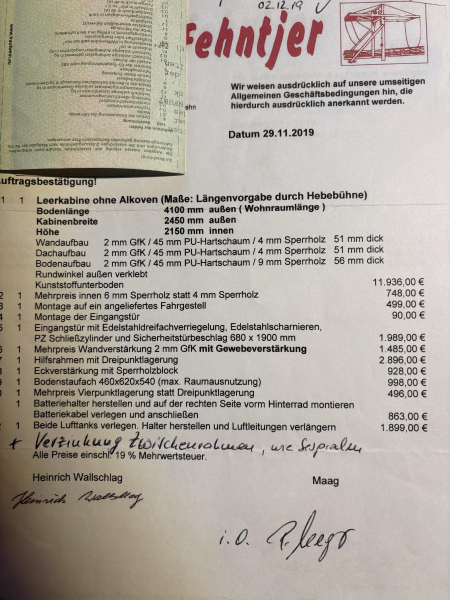 02.12.19
Fehntjer
Wir weisen ausdrücklich auf unsere umseitigen
Allgemeinen Geschäftsbedingungen hin, die
hierdurch ausdrücklich anerkannt werden.
ehn
Datum 29.11.2019
uftragsbestätigung!
1 1 Leerkabine ohne Alkoven (Maße: Längenvorgabe durch Hebebühne)
Bodenlänge 4100 mm außen ( Wohnraumlänge )
Kabinenbreite 2450 mm außen
Höhe 2150 mm innen
Wandaufbau 2 mm GfK / 45 mm PU-Hartschaum / 4 mm Sperrholz 51 mm dick
Dachaufbau 2 mm GfK / 45 mm PU-Hartschaum / 4 mm Sperrholz 51 mm dick
Bodenaufbau 2 mm GfK / 45 mm PU-Hartschaum / 9 mm Sperrholz 56 mm dick
Rundwinkel außen verklebt
Kunststoffunterboden 11.936,00 €
2 1 Mehrpreis innen 6 mm Sperrholz statt 4 mm Sperrholz 748,00 €
3 1 Montage auf ein angeliefertes Fahrgestell 499,00 €
4 1 Montage der Eingangstür 90,00 €
5 1 Eingangstür mit Edelstahldreifachverriegelung, Edelstahlscharnieren,
PZ Schließzylinder und Sicherheitstürbeschlag 680 x 1900 mm 1.989,00 €
6 1 Mehrpreis Wandverstärkung 2 mm GfK mit Gewebeverstärkung 1.485,00 €
1 Hilfsrahmen mit Dreipunktlagerung 2.896,00 €
1 Eckverstärkung mit Sperrholzblock 928,00 €
1 Bodenstaufach 460x620x540 (max. Raumausnutzung) 998,00 €
1 Mehrpreis Vierpunktlagerung statt Dreipunktlagerung 496,00 €
1 Batteriehalter herstellen und auf der rechten Seite vorm Hinterrad montieren
Batteriekabel verlegen und anschließen 863,00 €
1 Beide Lufttanks verlegen, Halter herstellen und Luftleitungen verlängern 1.899,00 €
+ Verzinkung Zwischenrahmen, wie
Alle Preise einschl. 19 % Mehrwertsteuer.
Heinrich Wallschlag Maag
Heinrich Wallschlag
i.O.